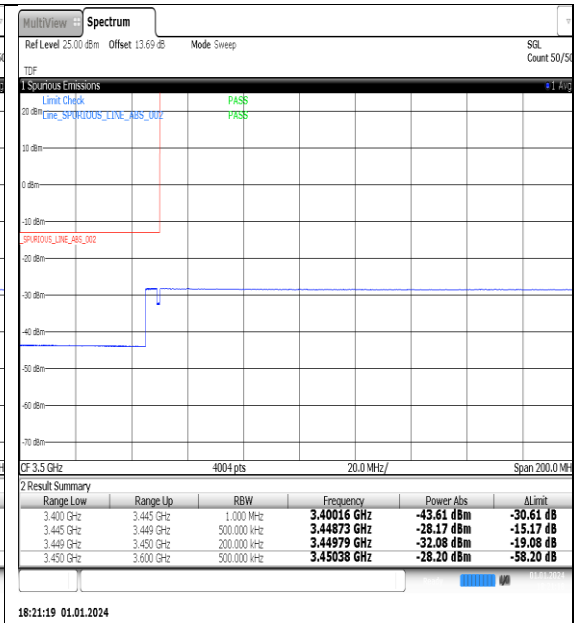 MultiView Spectrum
Ref Level 25.00 dBm Offset 13.69 dB Mode Sweep SGL
Count 50/50
TDF
1 Spurious Emissions 1 Avg
Limit Check PASS
20 dBm Line_SPURIOUS_LINE_ABS_002 PASS
10 dBm
0 dBm
-10 dBm
_SPURIOUS_LINE_ABS_002
-20 dBm
-30 dBm
-40 dBm
-50 dBm
-60 dBm
-70 dBm
CF 3.5 GHz 4004 pts 20.0 MHz/ Span 200.0 MH
2 Result Summary
Range Low Range Up RBW Frequency Power Abs ΔLimit
3.400 GHz 3.445 GHz 1.000 MHz 3.40016 GHz -43.61 dBm -30.61 dB
3.445 GHz 3.449 GHz 500.000 kHz 3.44873 GHz -28.17 dBm -15.17 dB
3.449 GHz 3.450 GHz 200.000 kHz 3.44979 GHz -32.08 dBm -19.08 dB
3.450 GHz 3.600 GHz 500.000 kHz 3.45038 GHz -28.20 dBm -58.20 dB
01.01.2024
18:21:19 01.01.2024